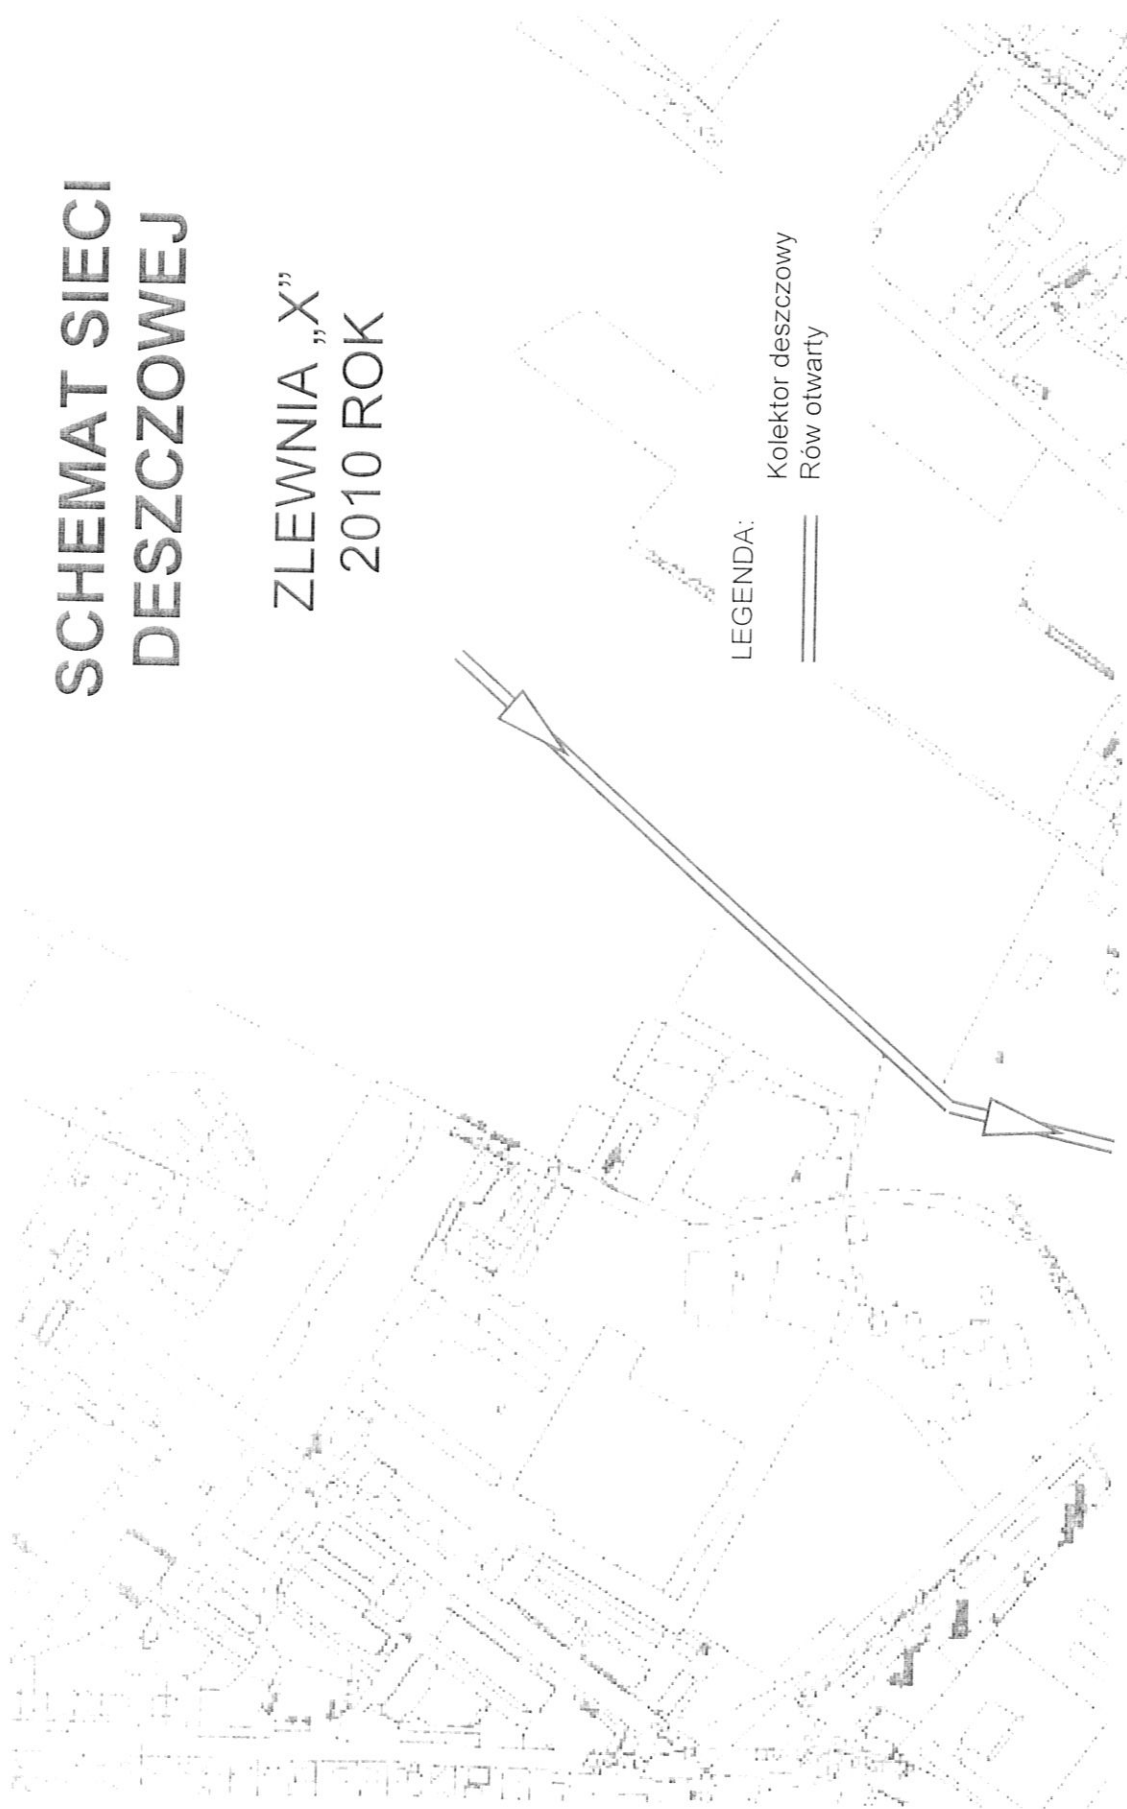 SCHEMAT SIECI
DESZCZOWEJ
ZLEWNIA „X”
2010 ROK
LEGENDA:
Kolektor deszczowy
Rów otwarty